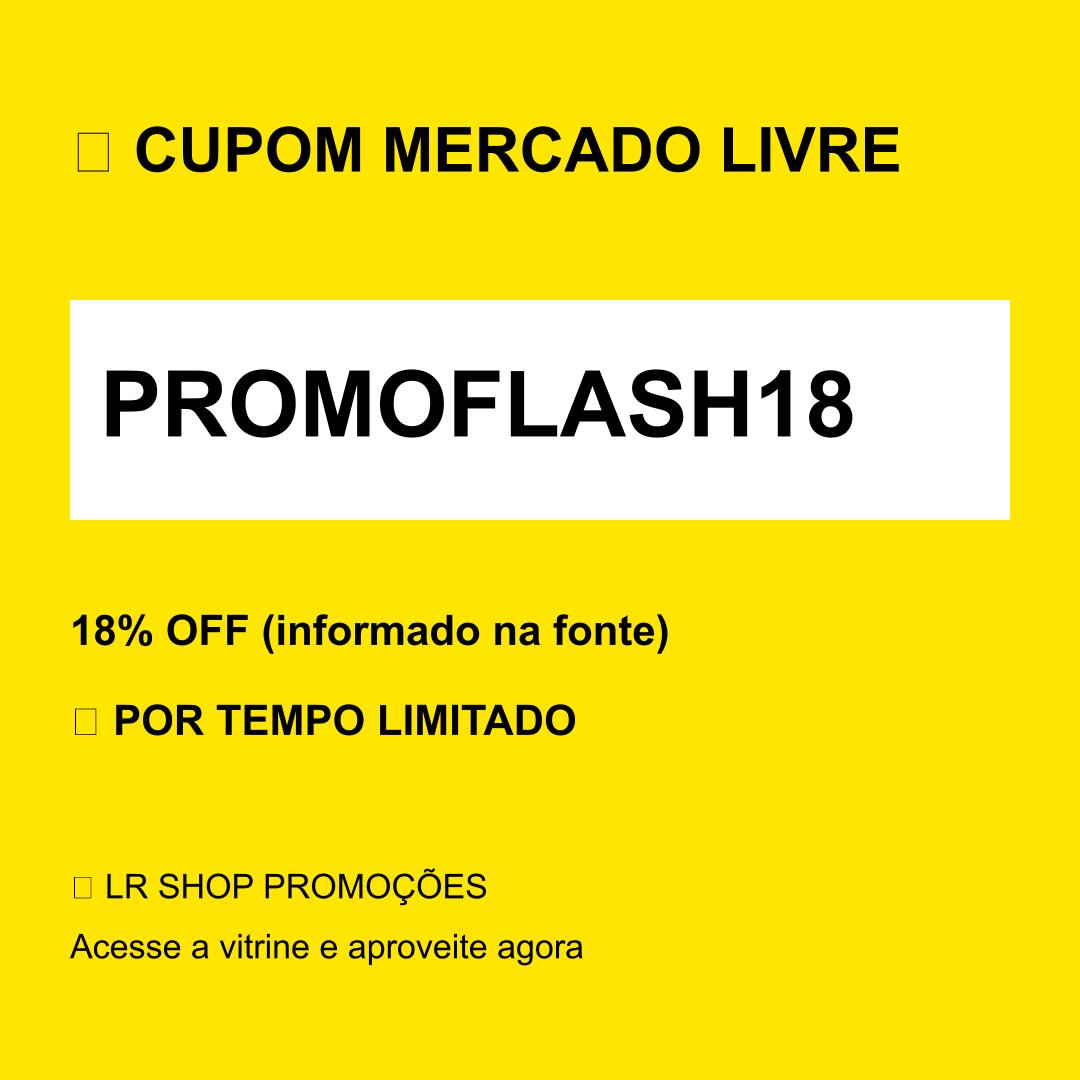 CUPOM MERCADO LIVRE
PROMOFLASH18
18% OFF (informado na fonte)
POR TEMPO LIMITADO
LR SHOP PROMOÇÕES
Acesse a vitrine e aproveite agora